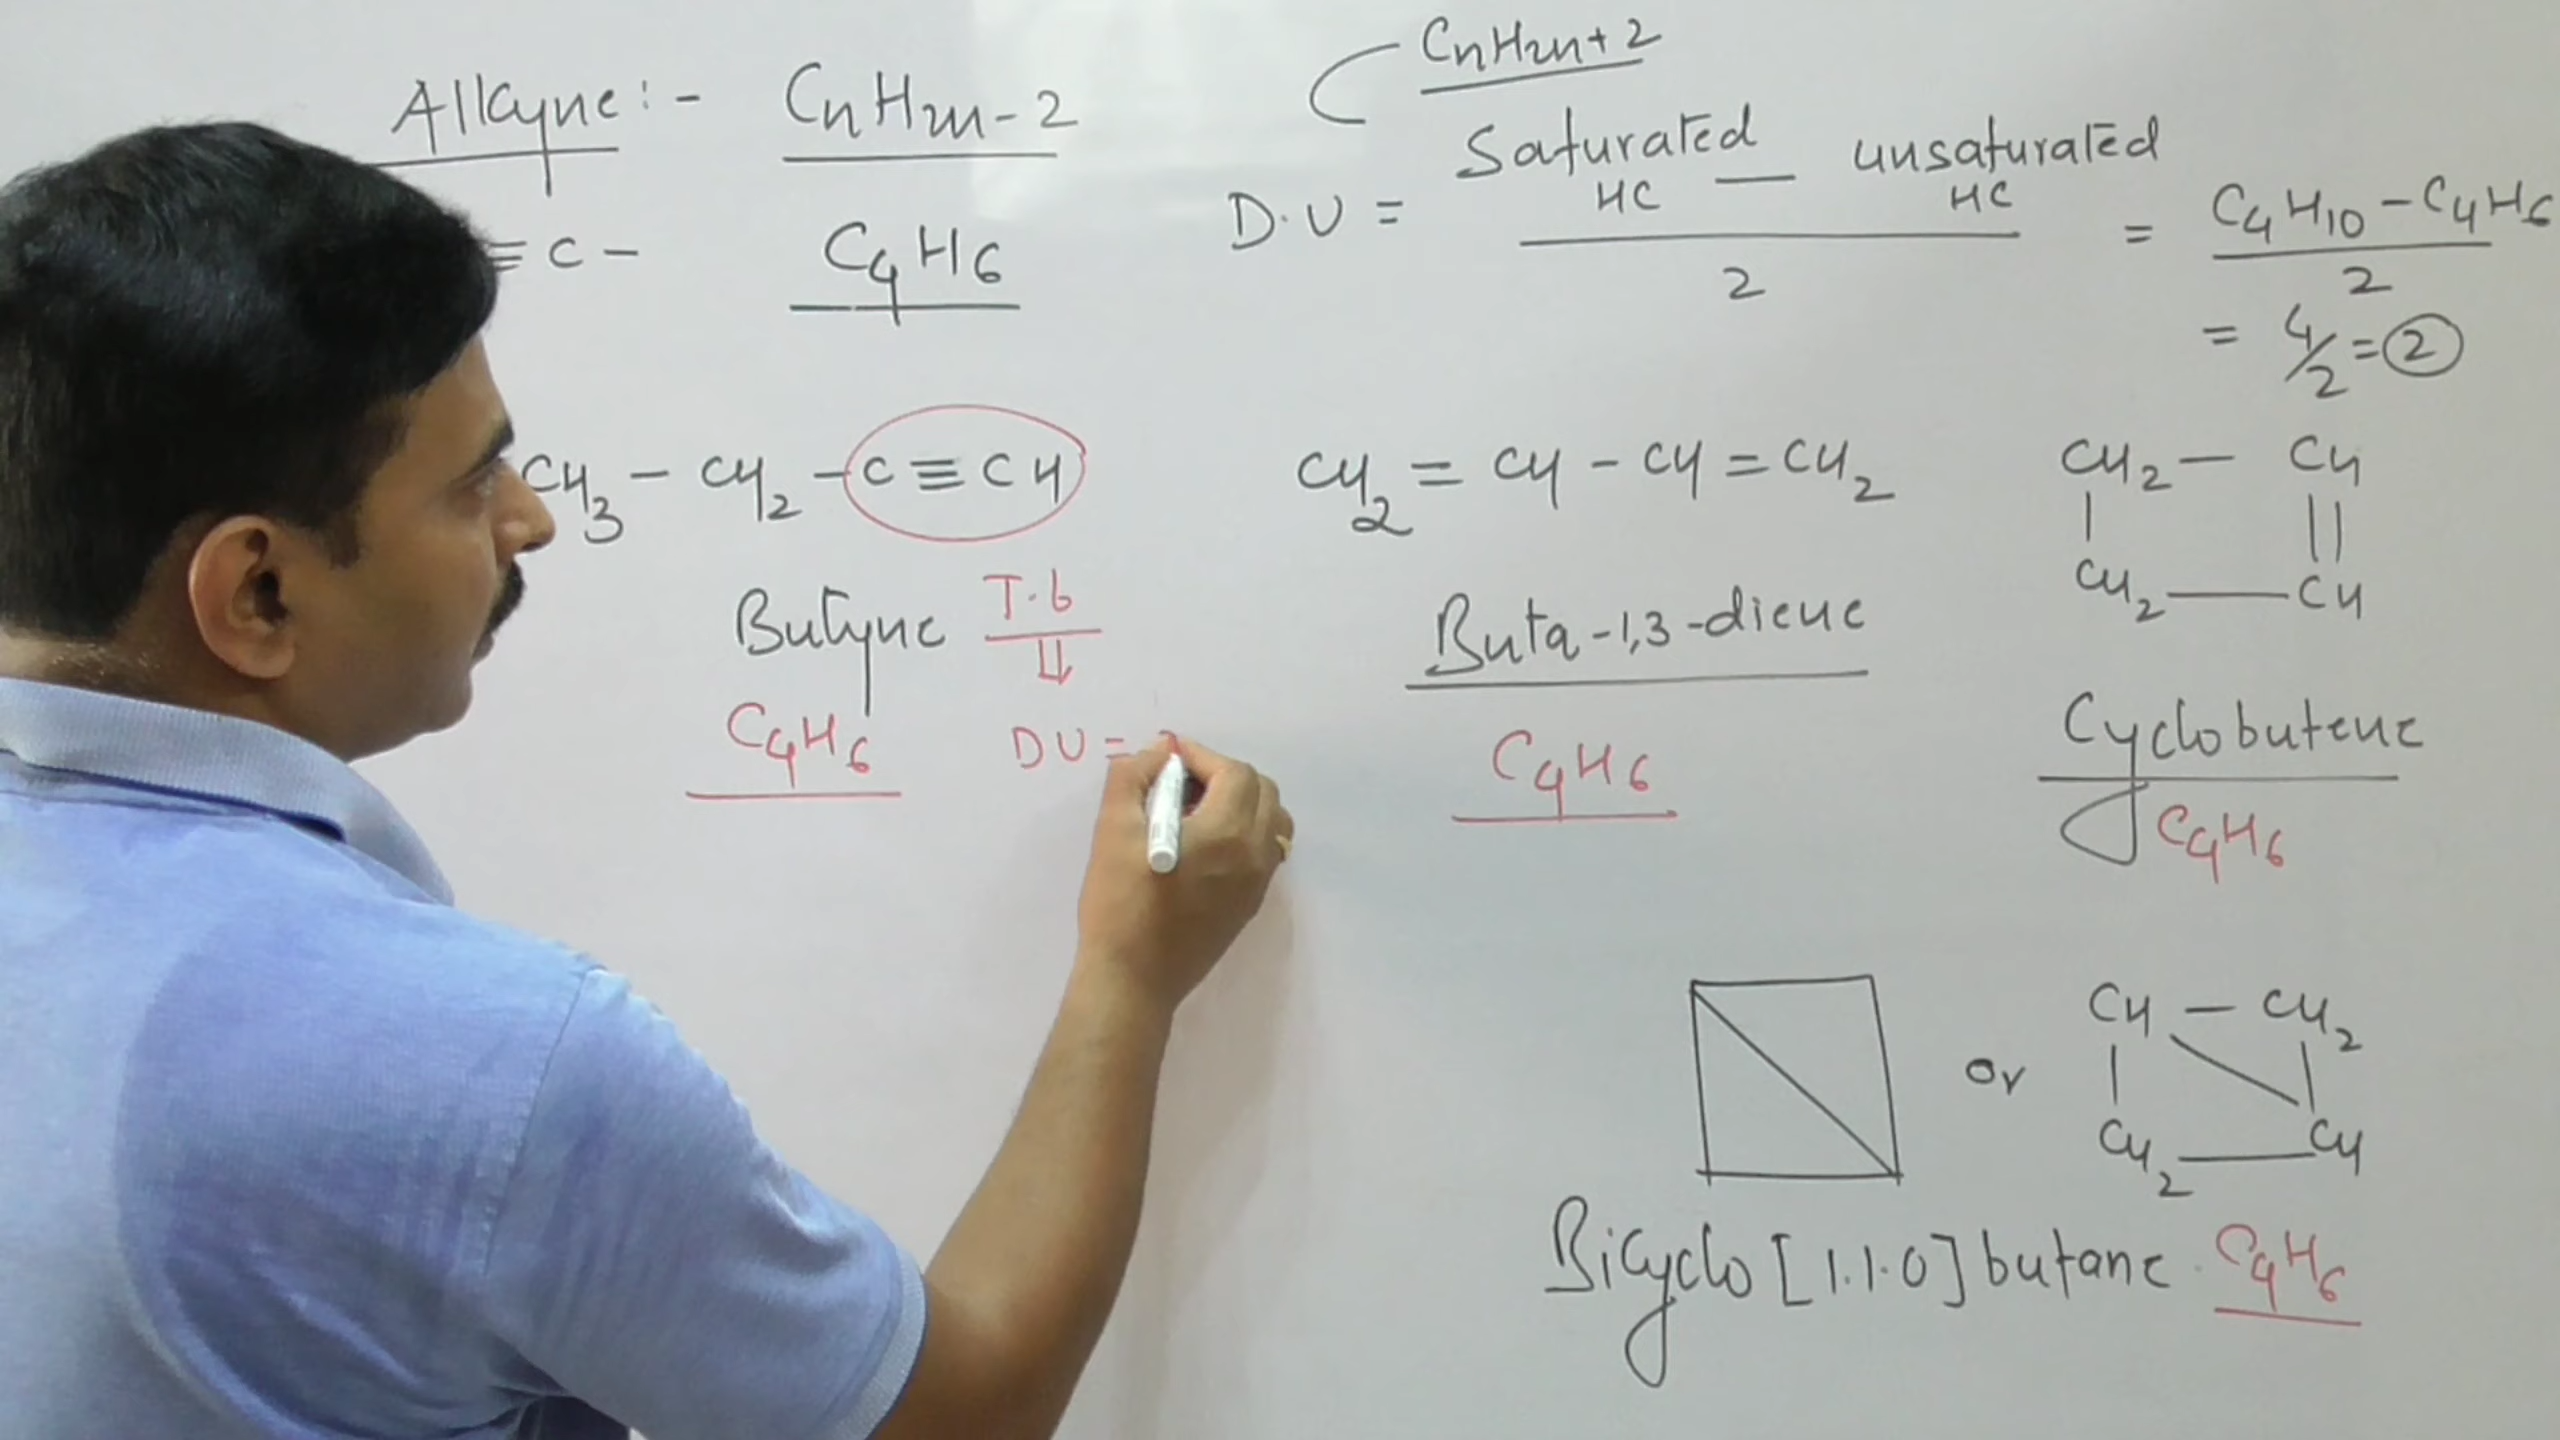 Alkyne :- CnH2n-2
≡ C -
C4H6
CnH2n+2
D.U = Saturated HC — unsaturated HC
2
= C4H10 - C4H6
2
= 4/2 = 2
CH3 - CH2 - C ≡ CH
Butyne T.b
⇓
C4H6 DU =
CH2 = CH - CH = CH2
Buta-1,3-diene
C4H6
CH2 — CH
| ||
CH2 — CH
Cyclobutene
C4H6
or
CH — CH2
| \ |
CH2 — CH
Bicyclo [1.1.0] butane C4H6